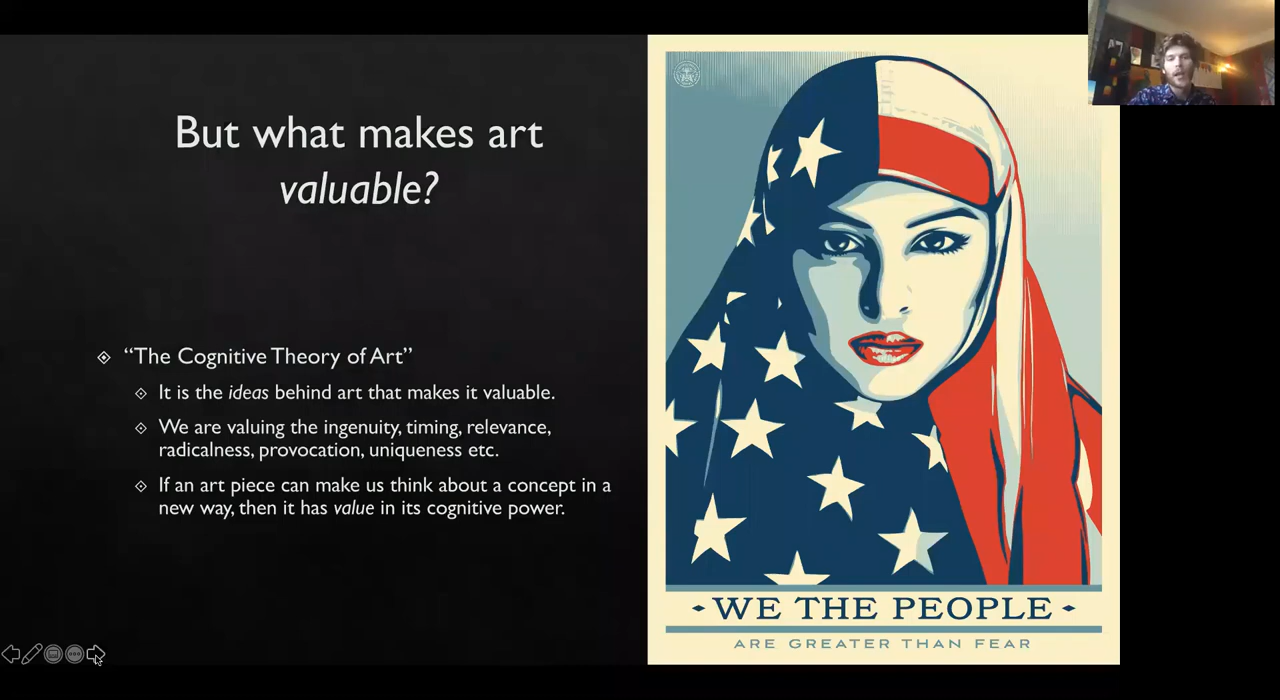 But what makes art
valuable?
“The Cognitive Theory of Art”
It is the ideas behind art that makes it valuable.
We are valuing the ingenuity, timing, relevance,
radicalness, provocation, uniqueness etc.
If an art piece can make us think about a concept in a
new way, then it has value in its cognitive power.
WE THE PEOPLE
ARE GREATER THAN FEAR